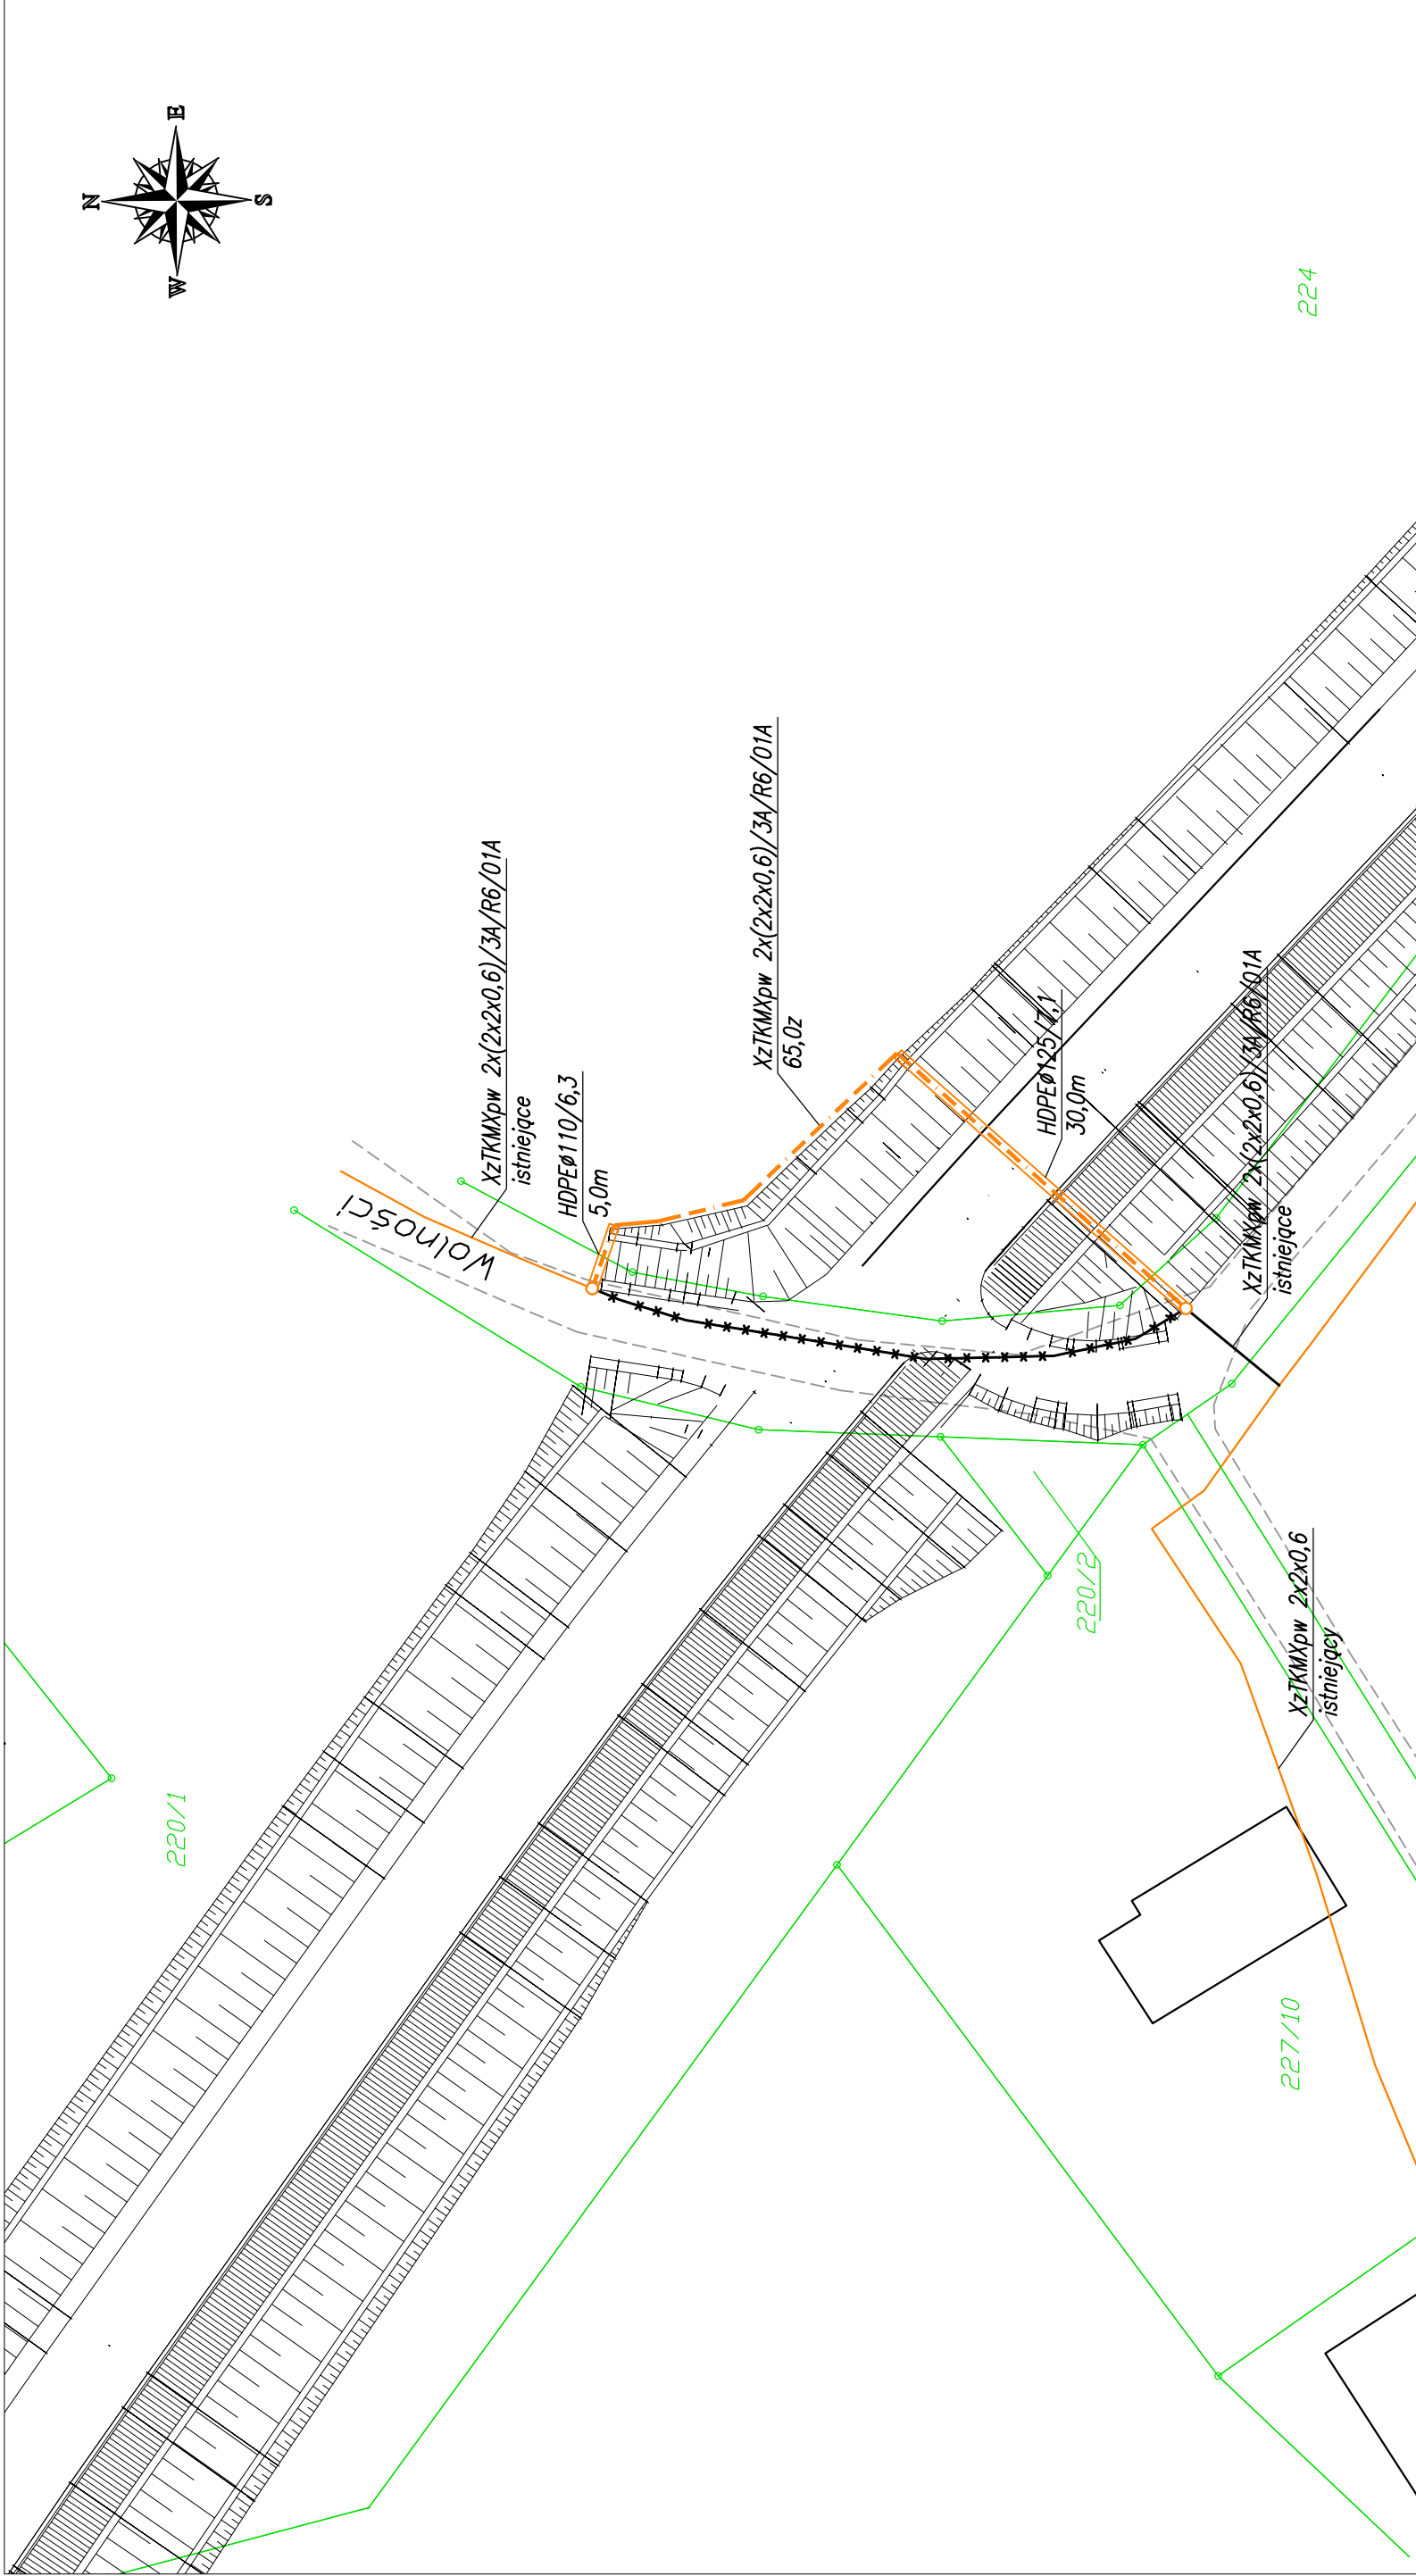 N
E
S
W
224
Wolności
XzTKMXpw 2x(2x2x0,6)/3A/R6/01A
istniejące
HDPEø110/6,3
5,0m
XzTKMXpw 2x(2x2x0,6)/3A/R6/01A
65,0z
HDPEø125/7,1
30,0m
XzTKMXpw 2x(2x2x0,6)/3A/R6/01A
istniejące
220/2
XzTKMXpw 2x2x0,6
istniejący
220/1
227/10